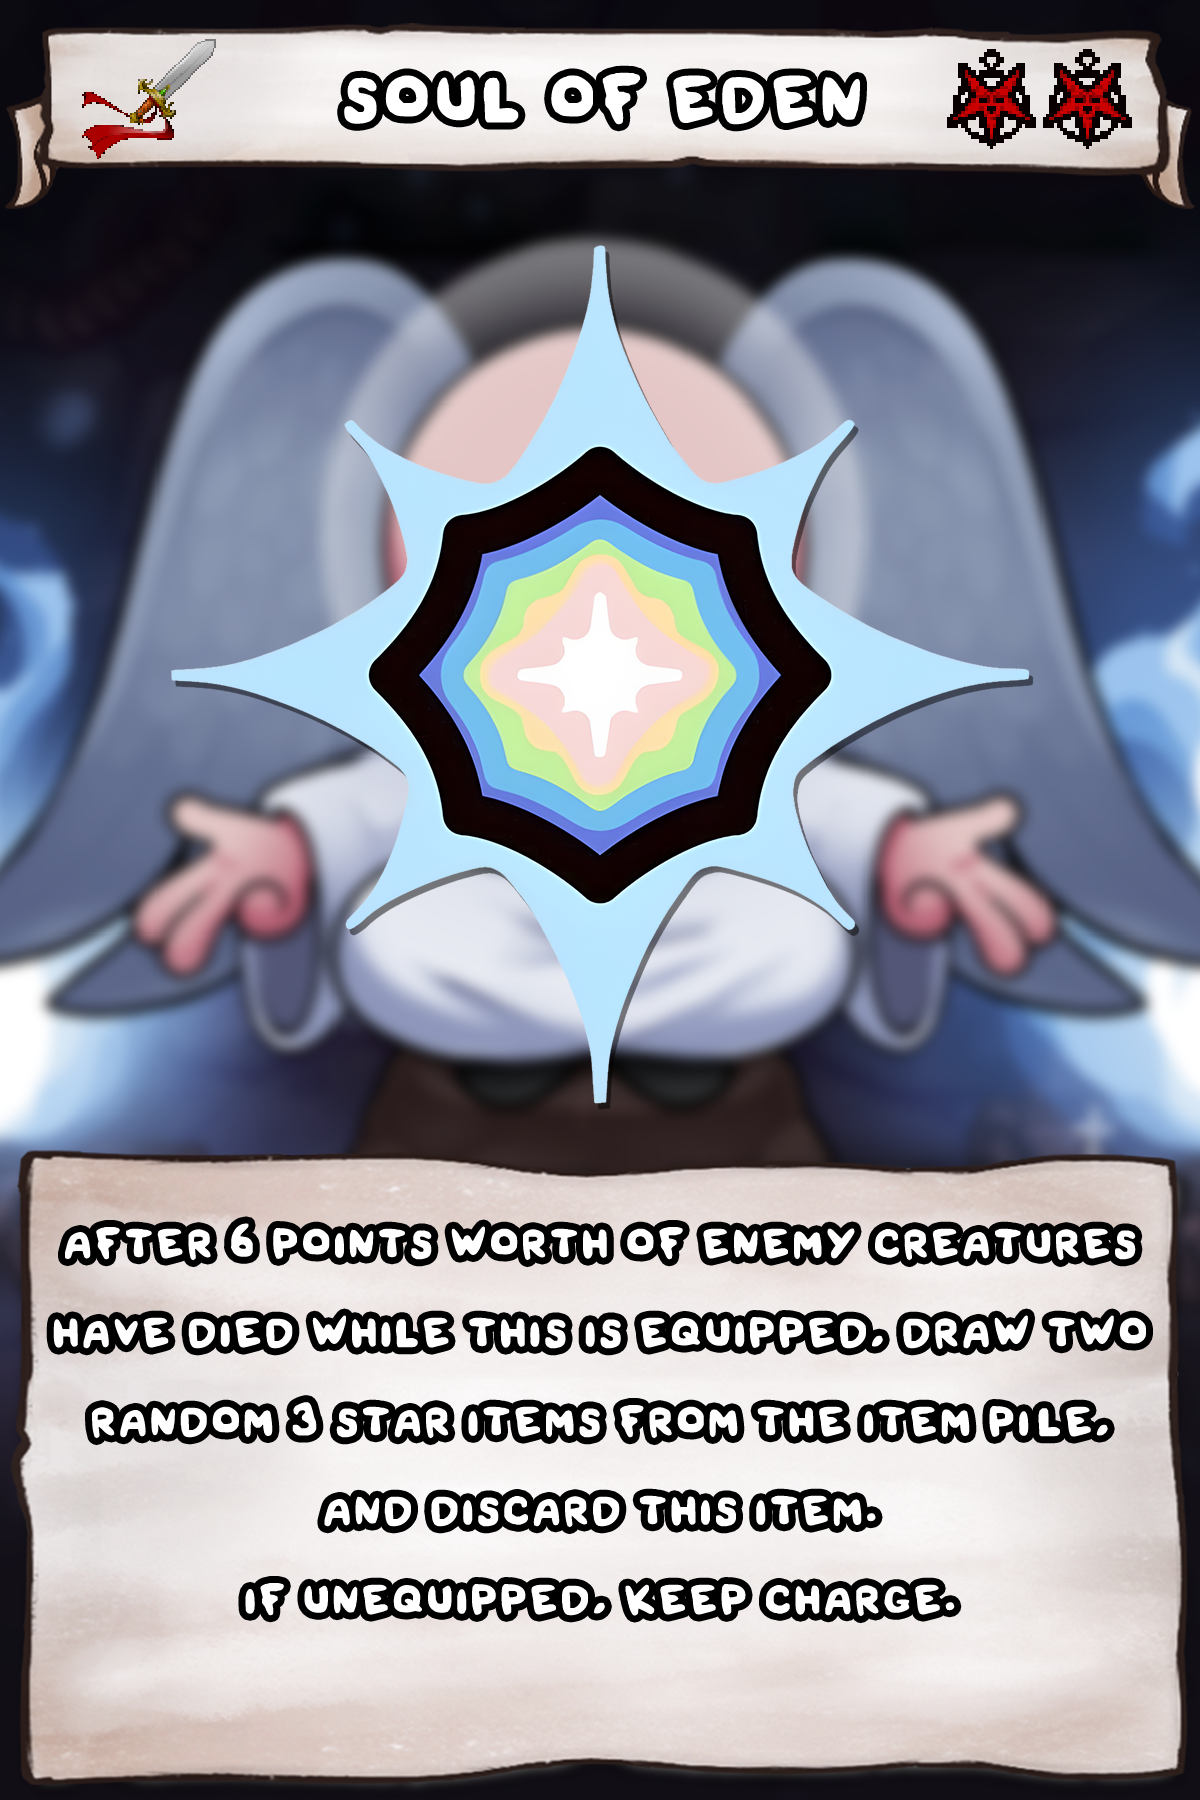 SOUL OF EDEN
AFTER 6 POINTS WORTH OF ENEMY CREATURES
HAVE DIED WHILE THIS IS EQUIPPED, DRAW TWO
RANDOM 3 STAR ITEMS FROM THE ITEM PILE,
AND DISCARD THIS ITEM.
IF UNEQUIPPED, KEEP CHARGE.